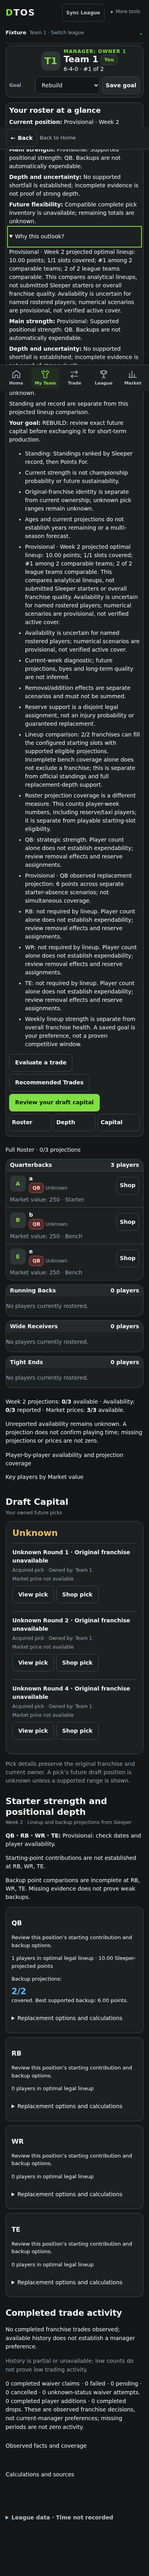 DTOS
Sync League
+ More tools
Fixture Team 1 · Switch league
T1
MANAGER: OWNER 1
Team 1 You
6-4-0 · #1 of 2
Goal
Rebuild
Save goal
Your roster at a glance
Current position: Provisional · Week 2
← Back
Back to Home
Main strength: Provisional: Supported
positional strength: QB. Backups are not
automatically expendable.
Depth and uncertainty: No supported
shortfall is established; incomplete evidence is
not proof of strong depth.
Future flexibility: Compatible complete pick
inventory is unavailable; remaining totals are
unknown.
▾ Why this outlook?
Provisional · Week 2 projected optimal lineup:
10.00 points; 1/1 slots covered; #1 among 2
comparable teams; 2 of 2 league teams
comparable. This compares analytical lineups,
not submitted Sleeper starters or overall
franchise quality. Availability is uncertain for
named rostered players; numerical scenarios
are provisional, not verified active cover.
Main strength: Provisional: Supported
positional strength: QB. Backups are not
automatically expendable.
Depth and uncertainty: No supported
shortfall is established; incomplete evidence is
Home
My Team
Trade
League
Market
unknown.
Standing and record are separate from this
projected lineup comparison.
Your goal: REBUILD: review exact future
capital before exchanging it for short-term
production.
• Standing: Standings ranked by Sleeper
record, then Points For.
• Current strength is not championship
probability or future sustainability.
• Original-franchise identity is separate
from current ownership; unknown pick
ranges remain unknown.
• Ages and current projections do not
establish future years remaining or a
multi-season forecast.
• Provisional · Week 2 projected optimal
lineup: 10.00 points; 1/1 slots covered;
#1 among 2 comparable teams; 2 of 2
league teams comparable. This
compares analytical lineups, not
submitted Sleeper starters or overall
franchise quality. Availability is
uncertain for named rostered players;
numerical scenarios are provisional,
not verified active cover.
• Availability is uncertain for named
rostered players; numerical scenarios are
provisional, not verified active cover.
• Current-week diagnostic; future
projections, byes and long-term quality
are not inferred.
• Removal/addition effects are separate
scenarios and must not be summed.
• Reserve support is a disjoint legal
assignment, not an injury probability or
guaranteed replacement.
• Lineup comparison: 2/2 franchises can
fill the configured starting slots with
supported eligible projections.
Incomplete bench coverage alone does
not exclude a franchise; this is separate
from official standings and full
replacement-depth support.
• Roster projection coverage is a different
measure. This counts player-week
numbers, including reserve/taxi players;
it is separate from playable starting-slot
eligibility.
• QB: strategic strength. Player count
alone does not establish expendability;
review removal effects and reserve
assignments.
• Provisional · QB observed replacement
projection: 6 points across separate
starter-absence scenarios; not
simultaneous coverage.
• RB: not required by lineup. Player count
alone does not establish expendability;
review removal effects and reserve
assignments.
• WR: not required by lineup. Player count
alone does not establish expendability;
review removal effects and reserve
assignments.
• TE: not required by lineup. Player count
alone does not establish expendability;
review removal effects and reserve
assignments.
• Weekly lineup strength is separate from
overall franchise strength. A saved goal
is your preference, not a proven
competitive window.
Evaluate a trade
Recommended Trades
Review your draft capital
Roster
Depth
Capital
Full Roster · 0/3 projections
Quarterbacks 3 players
A
a
QB Unknown
Market value: 250 · Starter
Shop
B
b
QB Unknown
Market value: 250 · Bench
Shop
E
e
QB Unknown
Market value: 250 · Bench
Shop
Running Backs 0 players
No players currently rostered.
Wide Receivers 0 players
No players currently rostered.
Tight Ends 0 players
No players currently rostered.
Week 2 projections: 0/3 available · Availability:
0/3 reported · Market prices: 3/3 available.
Unreported availability remains unknown. A
projection does not confirm playing time; missing
projections or prices are not zero.
Player-by-player availability and projection
coverage
Key players by Market value
Draft Capital
Your owned future picks
Unknown
Unknown Round 1 · Original franchise
unavailable
Acquired pick · Owned by: Team 1
Market price not available
View pick
Shop pick
Unknown Round 2 · Original franchise
unavailable
Acquired pick · Owned by: Team 1
Market price not available
View pick
Shop pick
Unknown Round 4 · Original franchise
unavailable
Acquired pick · Owned by: Team 1
Market price not available
View pick
Shop pick
Pick details preserve the original franchise and
current owner. A pick's future draft position is
unknown unless a supported range is shown.
Starter strength and
positional depth
Week 2 · Lineup and backup projections from Sleeper
QB · RB · WR · TE: Provisional: check dates and
player availability.
Starting-point contributions are not established
at RB, WR, TE.
Backup point comparisons are incomplete at RB,
WR, TE. Missing evidence does not prove weak
backups.
QB
Review this position's starting contribution and
backup options.
1 players in optimal legal lineup · 10.00 Sleeper-
projected points
Backup projections:
2/2
covered. Best supported backup: 6.00 points.
▸ Replacement options and calculations
RB
Review this position's starting contribution and
backup options.
0 players in optimal legal lineup
▸ Replacement options and calculations
WR
Review this position's starting contribution and
backup options.
0 players in optimal legal lineup
▸ Replacement options and calculations
TE
Review this position's starting contribution and
backup options.
0 players in optimal legal lineup
▸ Replacement options and calculations
Completed trade activity
No completed franchise trades observed;
available history does not establish a manager
preference.
History is partial or unavailable; low counts do
not prove low trading activity.
0 completed waiver claims · 0 failed · 0 pending ·
0 cancelled · 0 unknown-status waiver attempts.
0 completed player additions · 0 completed
drops. These are observed franchise decisions,
not current-manager preferences; missing
periods are not zero activity.
Observed facts and coverage
Calculations and sources
▸ League data · Time not recorded